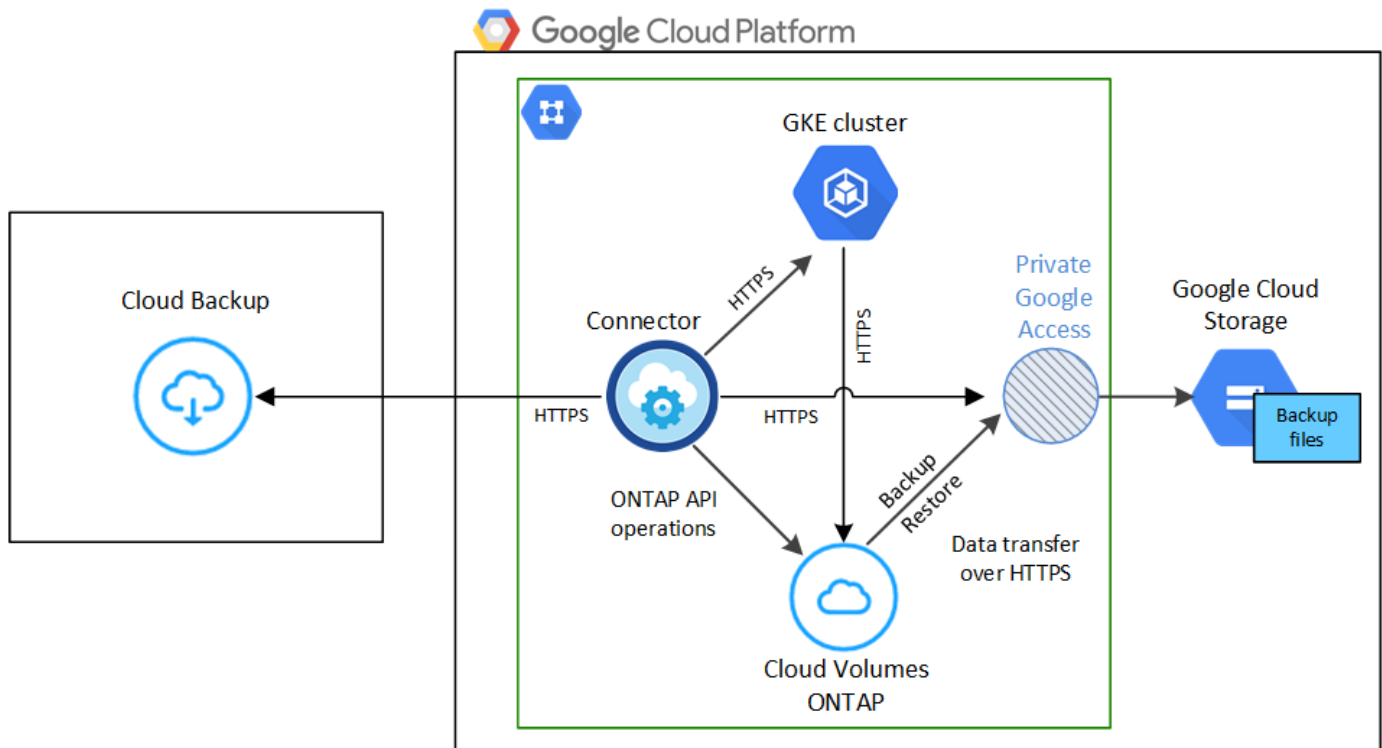 Google Cloud Platform
GKE cluster
Private
Google
Access
Google Cloud
Storage
Cloud Backup
Connector
HTTPS
HTTPS
HTTPS
HTTPS
Backup
files
ONTAP API
operations
Backup
Restore
Data transfer
over HTTPS
Cloud Volumes
ONTAP